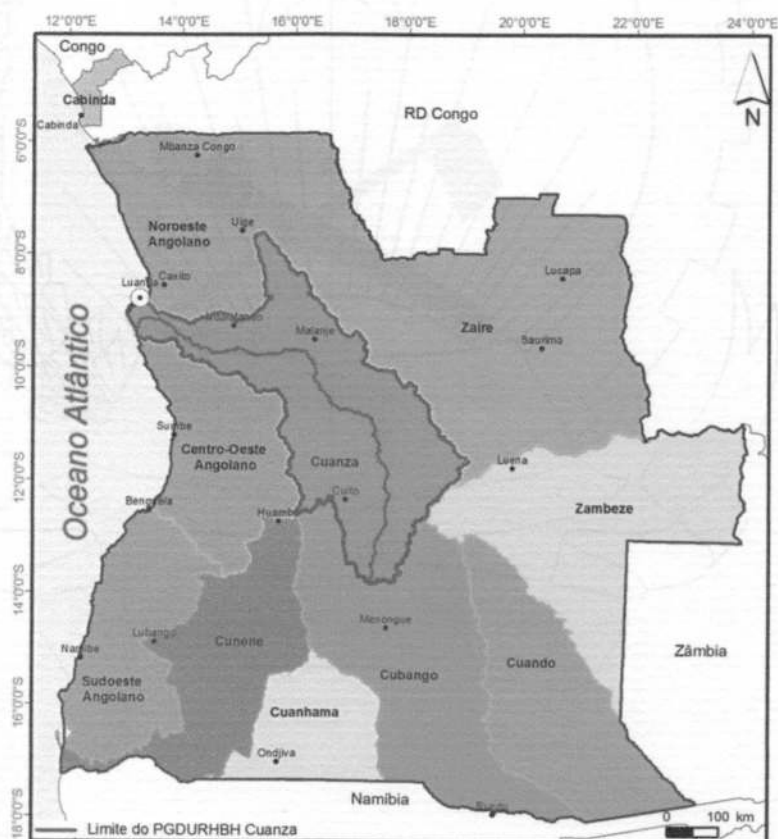 12°0'0"E 14°0'0"E 16°0'0"E 18°0'0"E 20°0'0"E 22°0'0"E 24°0'0"E
Congo
Cabinda
Cabinda
RD Congo
N
6°0'0"S
Mbanza Congo
Noroeste
Angolano
Uíge
8°0'0"S
Luanda
Caxito
Lucapa
Malanje
Zaire
Saurimo
10°0'0"S
Oceano Atlântico
Sumbe
Centro-Oeste
Angolano
Cuanza
Luena
12°0'0"S
Cuito
Benguela
Huambo
Zambeze
14°0'0"S
Menongue
Lubango
Cunene
Namibe
Zâmbia
Cubango
Cuando
Sudoeste
Angolano
16°0'0"S
Cuanhama
Ondjiva
Namíbia
18°0'0"S
0 100 km
Limite do PGDURHBH Cuanza